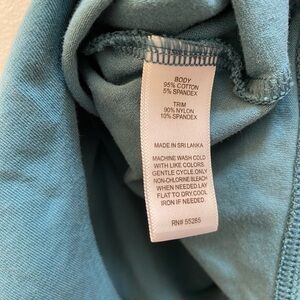 BODY
95% COTTON
5% SPANDEX
TRIM
90% NYLON
10% SPANDEX
MADE IN SRI LANKA
MACHINE WASH COLD
WITH LIKE COLORS.
GENTLE CYCLE.ONLY
NON-CHLORINE BLEACH
WHEN NEEDED.LAY
FLAT TO DRY.COOL
IRON IF NEEDED.
RN# 55285